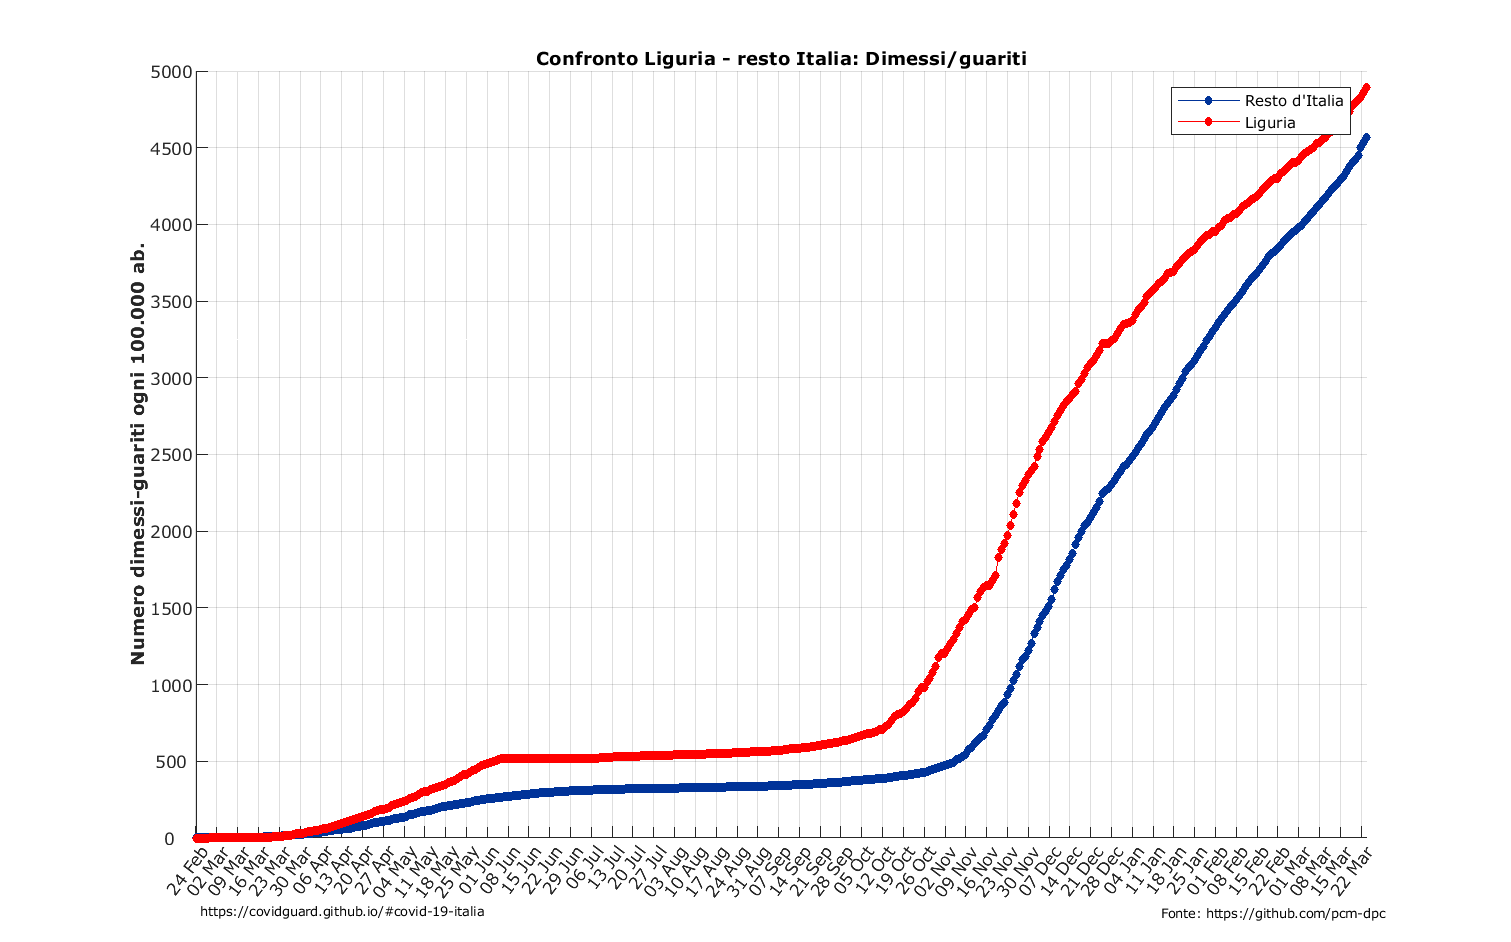 Confronto Liguria - resto Italia: Dimessi/guariti
Numero dimessi-guariti ogni 100.000 ab.
5000
4500
4000
3500
3000
2500
2000
1500
1000
500
0
Resto d'Italia
Liguria
24 Feb
02 Mar
09 Mar
16 Mar
23 Mar
30 Mar
06 Apr
13 Apr
20 Apr
27 Apr
04 May
11 May
18 May
25 May
01 Jun
08 Jun
15 Jun
22 Jun
29 Jun
06 Jul
13 Jul
20 Jul
27 Jul
03 Aug
10 Aug
17 Aug
24 Aug
31 Aug
07 Sep
14 Sep
21 Sep
28 Sep
05 Oct
12 Oct
19 Oct
26 Oct
02 Nov
09 Nov
16 Nov
23 Nov
30 Nov
07 Dec
14 Dec
21 Dec
28 Dec
04 Jan
11 Jan
18 Jan
25 Jan
01 Feb
08 Feb
15 Feb
22 Feb
01 Mar
08 Mar
15 Mar
22 Mar
https://covidguard.github.io/#covid-19-italia
Fonte: https://github.com/pcm-dpc